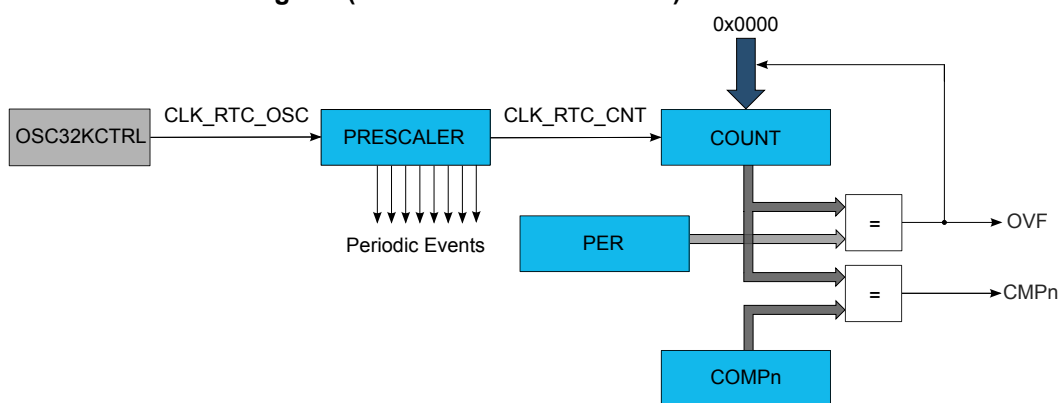 0x0000
CLK_RTC_OSC
CLK_RTC_CNT
OSC32KCTRL
PRESCALER
COUNT
Periodic Events
PER
=
OVF
=
CMPn
COMPn